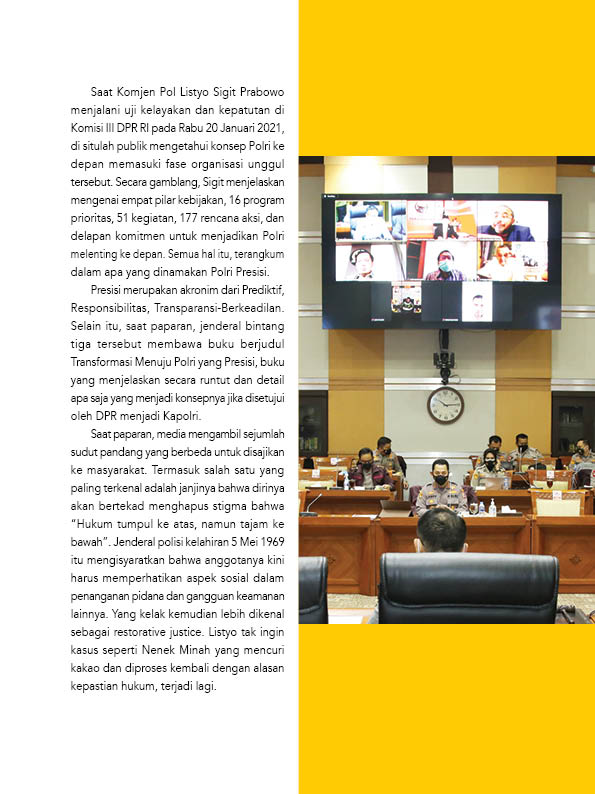 Saat Komjen Pol Listyo Sigit Prabowo
menjalani uji kelayakan dan kepatutan di
Komisi III DPR RI pada Rabu 20 Januari 2021,
di situlah publik mengetahui konsep Polri ke
depan memasuki fase organisasi unggul
tersebut. Secara gamblang, Sigit menjelaskan
mengenai empat pilar kebijakan, 16 program
prioritas, 51 kegiatan, 177 rencana aksi, dan
delapan komitmen untuk menjadikan Polri
melenting ke depan. Semua hal itu, terangkum
dalam apa yang dinamakan Polri Presisi.
Presisi merupakan akronim dari Prediktif,
Responsibilitas, Transparansi-Berkeadilan.
Selain itu, saat paparan, jenderal bintang
tiga tersebut membawa buku berjudul
Transformasi Menuju Polri yang Presisi, buku
yang menjelaskan secara runtut dan detail
apa saja yang menjadi konsepnya jika disetujui
oleh DPR menjadi Kapolri.
Saat paparan, media mengambil sejumlah
sudut pandang yang berbeda untuk disajikan
ke masyarakat. Termasuk salah satu yang
paling terkenal adalah janjinya bahwa dirinya
akan bertekad menghapus stigma bahwa
“Hukum tumpul ke atas, namun tajam ke
bawah”. Jenderal polisi kelahiran 5 Mei 1969
itu mengisyaratkan bahwa anggotanya kini
harus memperhatikan aspek sosial dalam
penanganan pidana dan gangguan keamanan
lainnya. Yang kelak kemudian lebih dikenal
sebagai restorative justice. Listyo tak ingin
kasus seperti Nenek Minah yang mencuri
kakao dan diproses kembali dengan alasan
kepastian hukum, terjadi lagi.